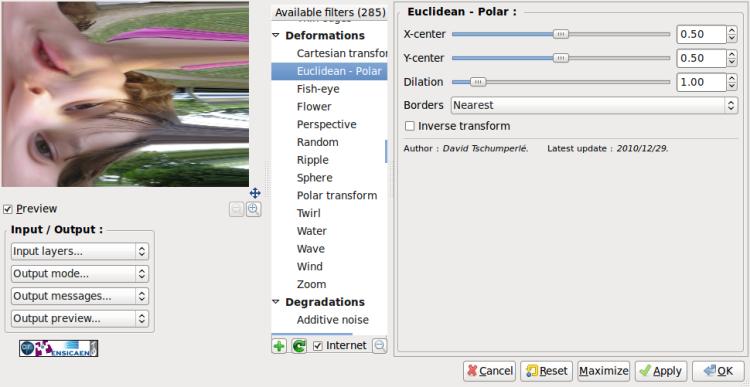 Preview
Input / Output :
Input layers...
Output mode...
Output messages...
Output preview...
ENSICAEN
Available filters (285)
Deformations
Cartesian transfor
Euclidean - Polar
Fish-eye
Flower
Perspective
Random
Ripple
Sphere
Polar transform
Twirl
Water
Wave
Wind
Zoom
Degradations
Additive noise
Internet
Euclidean - Polar :
X-center 0.50
Y-center 0.50
Dilation 1.00
Borders Nearest
Inverse transform
Author : David Tschumperlé. Latest update : 2010/12/29.
Cancel Reset Maximize Apply OK